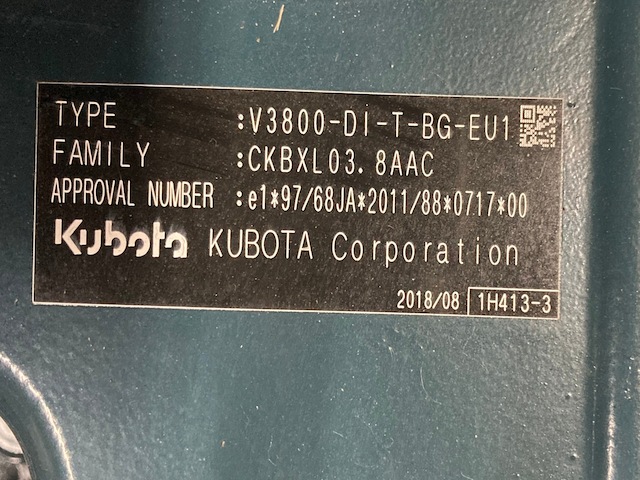 TYPE :V3800-DI-T-BG-EU1
FAMILY :CKBXL03.8AAC
APPROVAL NUMBER :e1*97/68JA*2011/88*0717*00
Kubota KUBOTA Corporation
2018/08 1H413-3